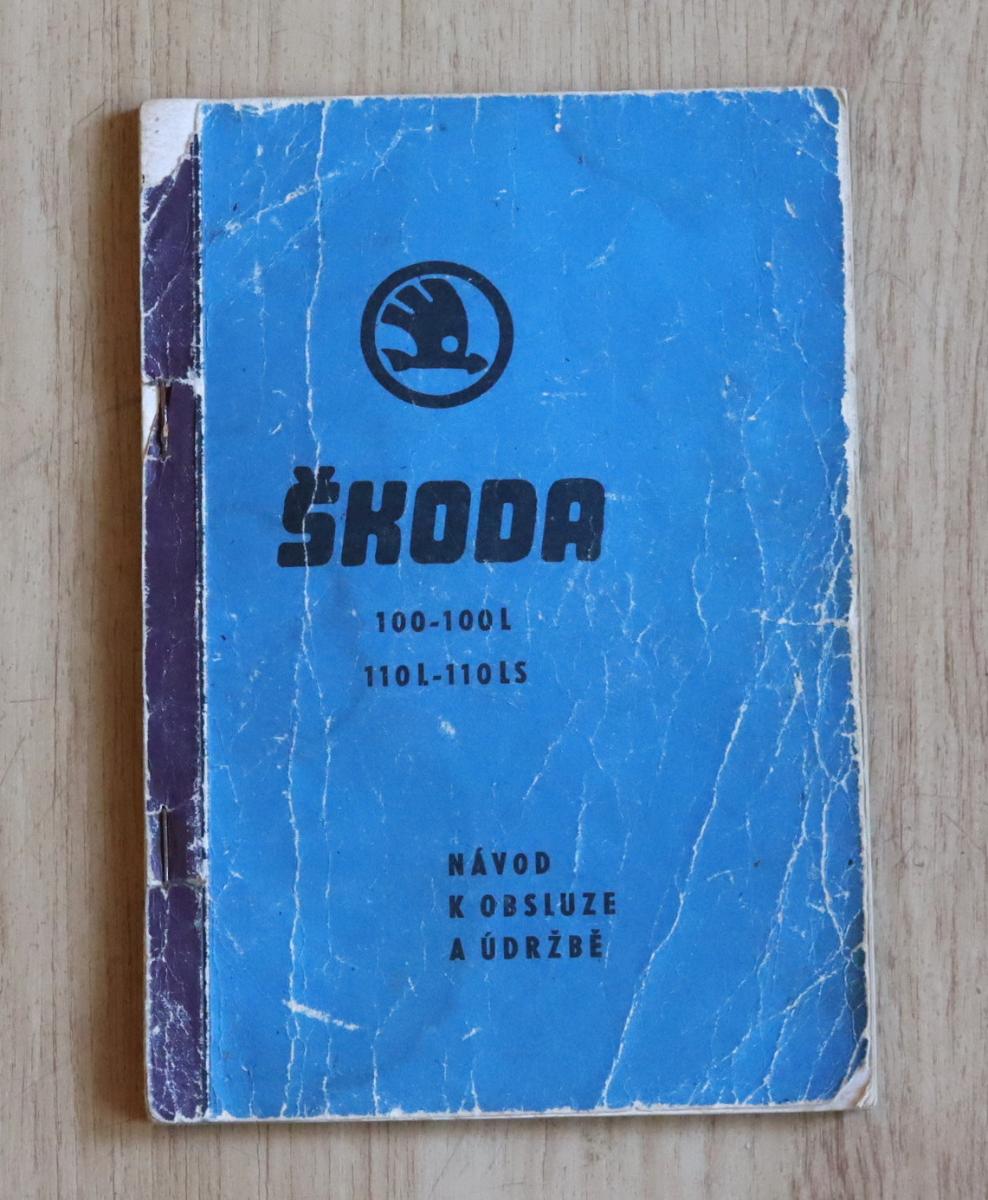 ŠKODA
100-100L
110L-110LS
NÁVOD
K OBSLUZE
A ÚDRŽBĚ